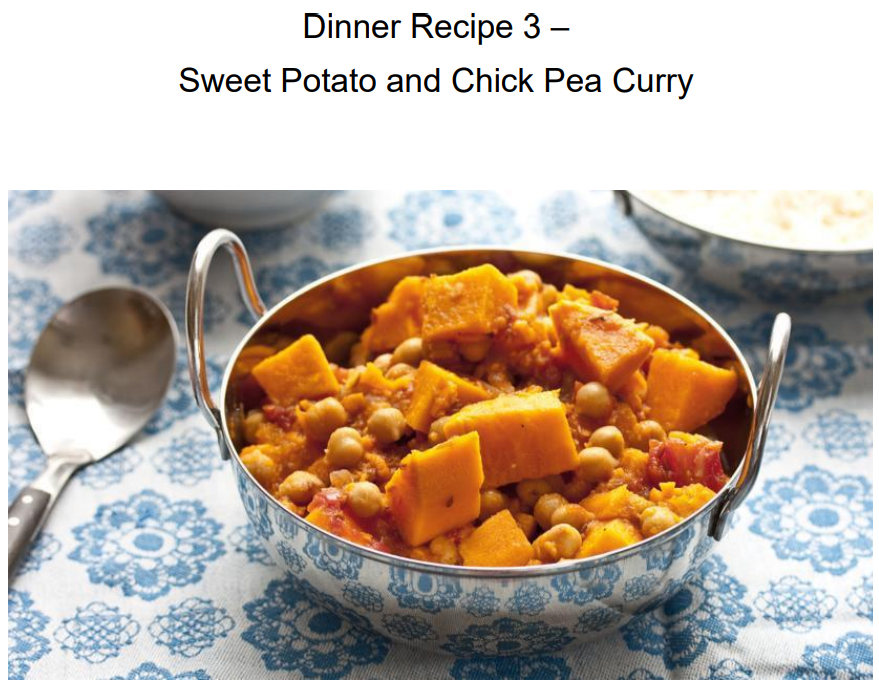 Dinner Recipe 3 –
Sweet Potato and Chick Pea Curry